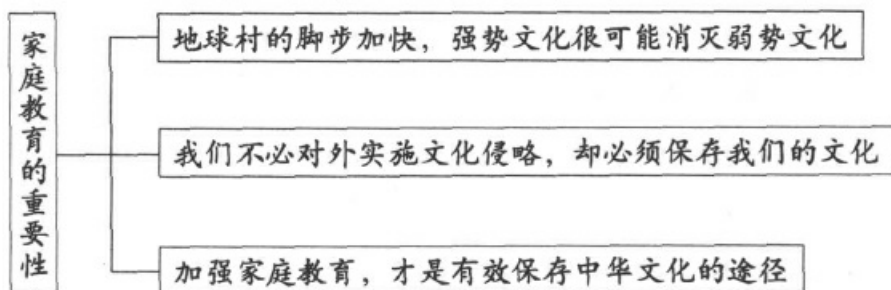 家庭教育的重要性
地球村的脚步加快，强势文化很可能消灭弱势文化
我们不必对外实施文化侵略，却必须保存我们的文化
加强家庭教育，才是有效保存中华文化的途径